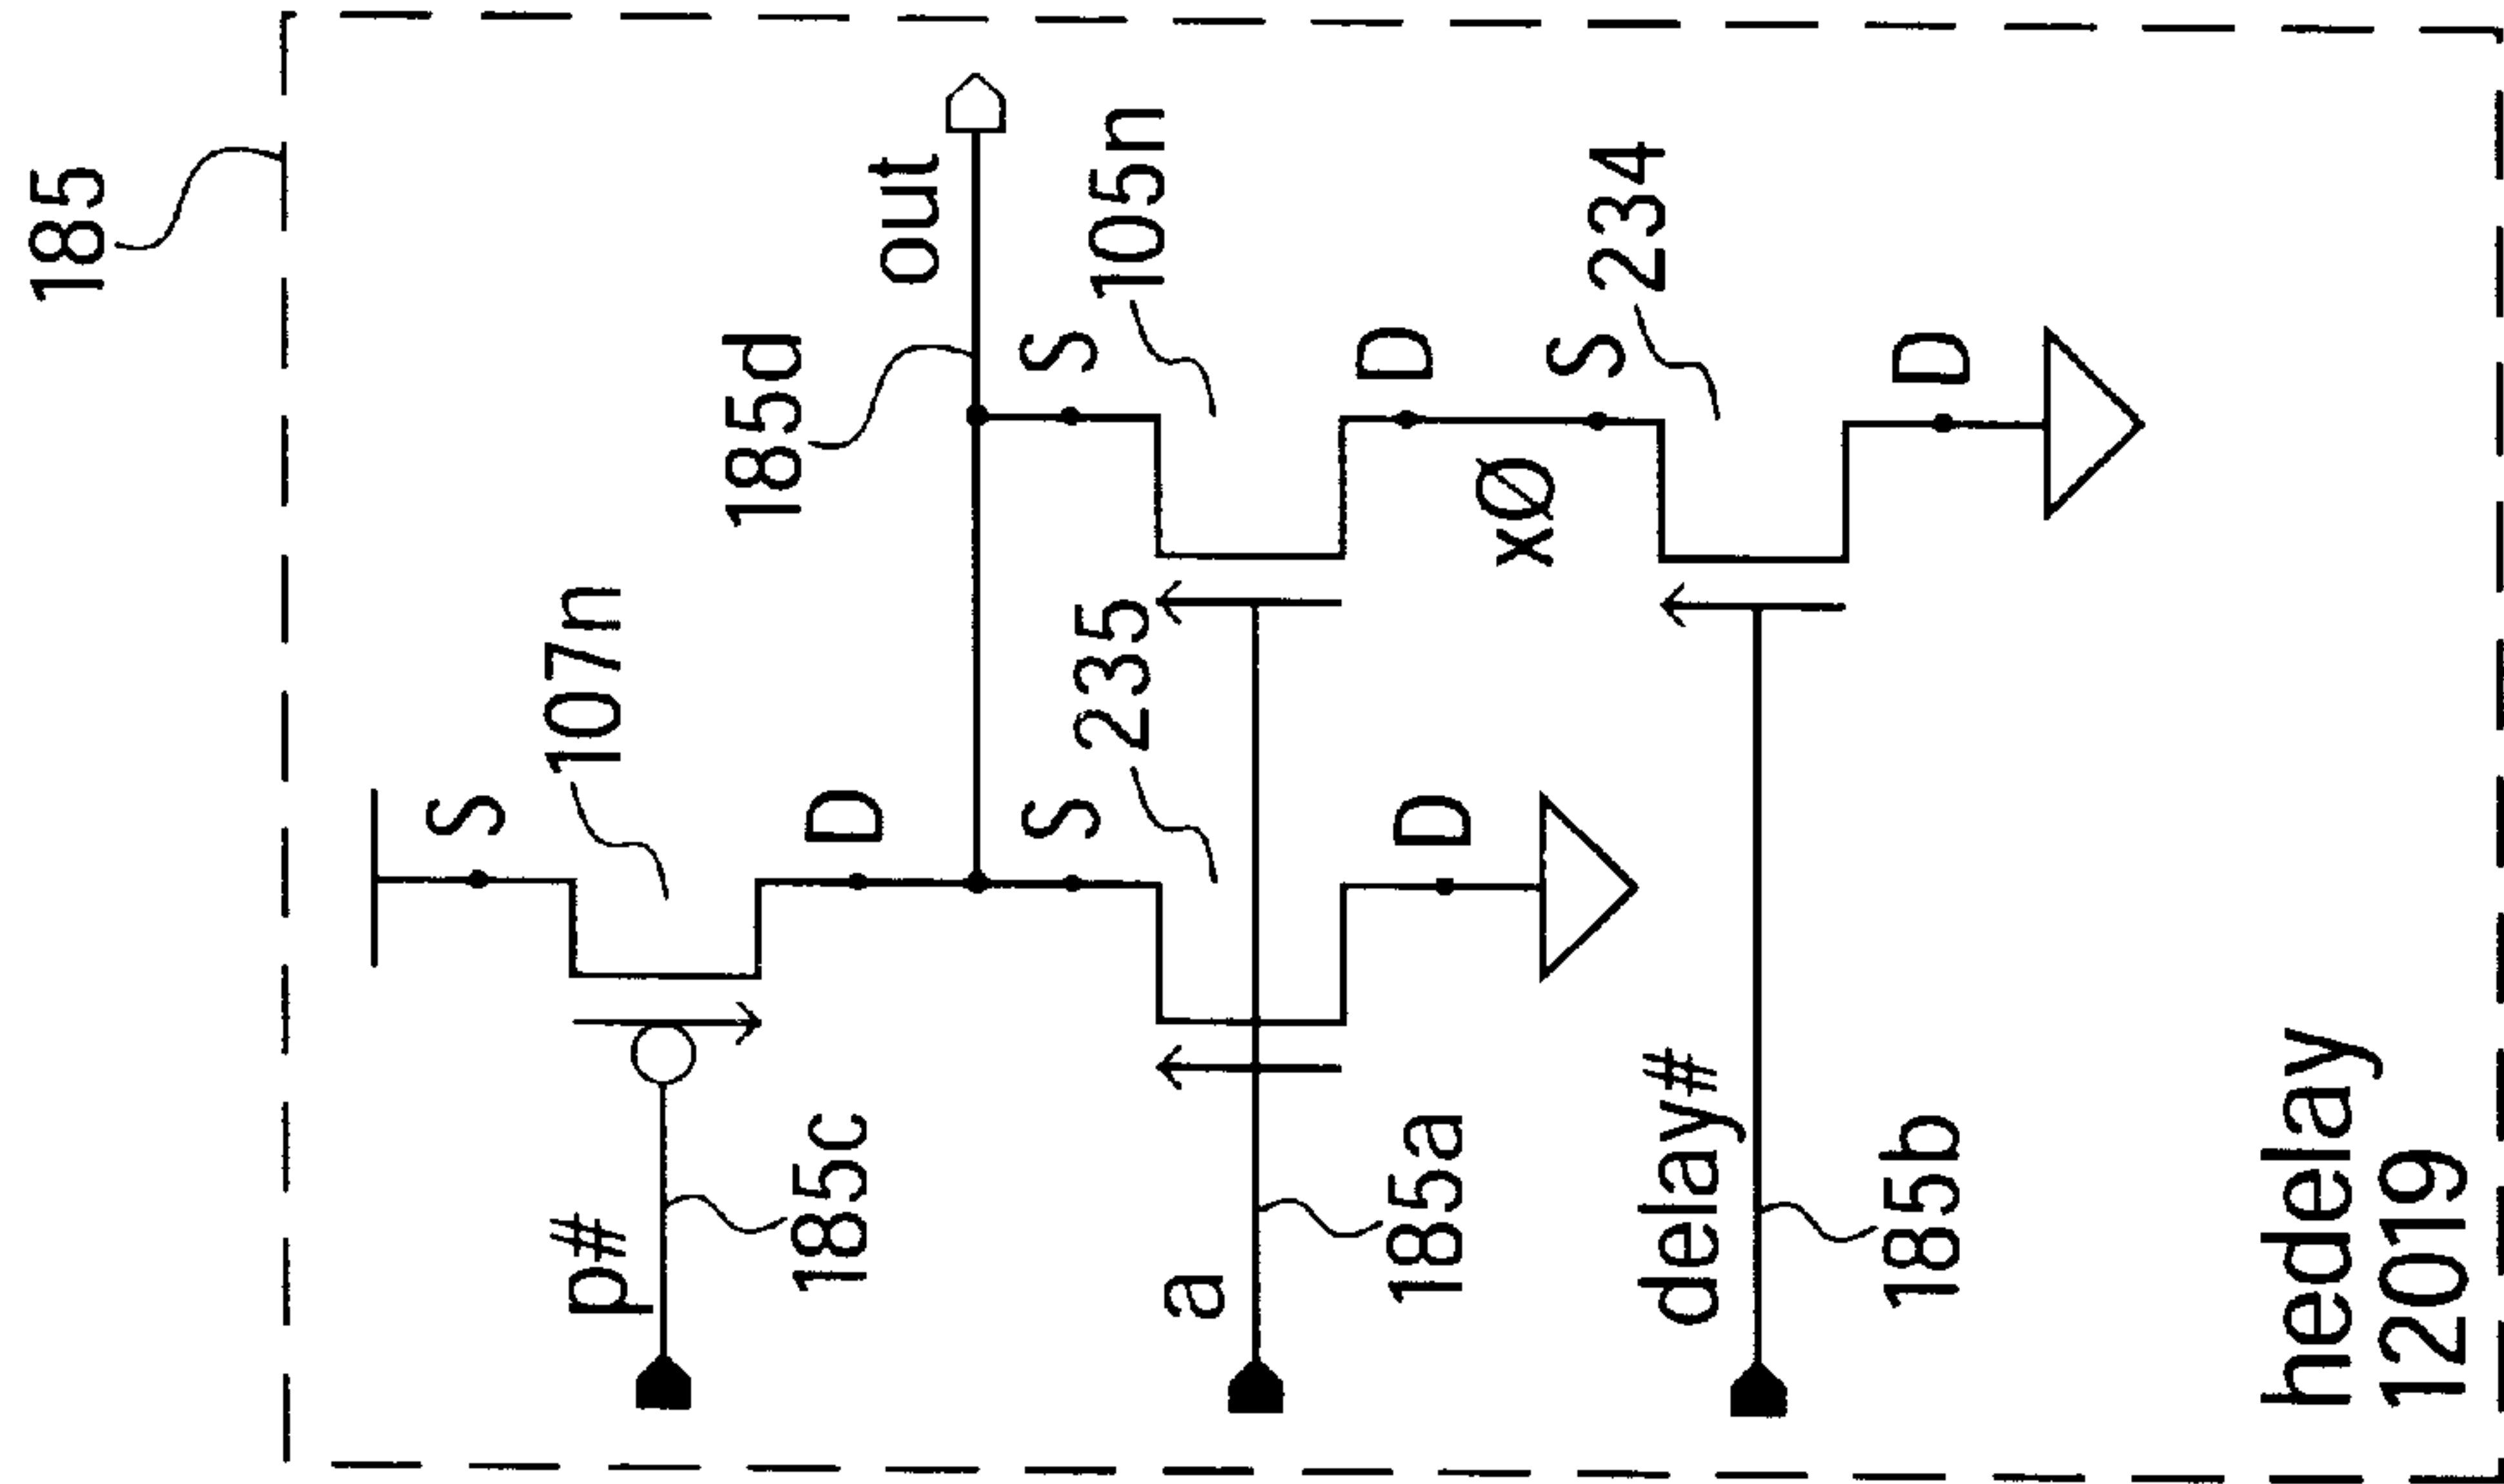 185
S
107n
p#
185d
D
185c
out
S
S
235
105n
a
D
D
185a
xØ
S
234
delay#
185b
D
hedelay
12019